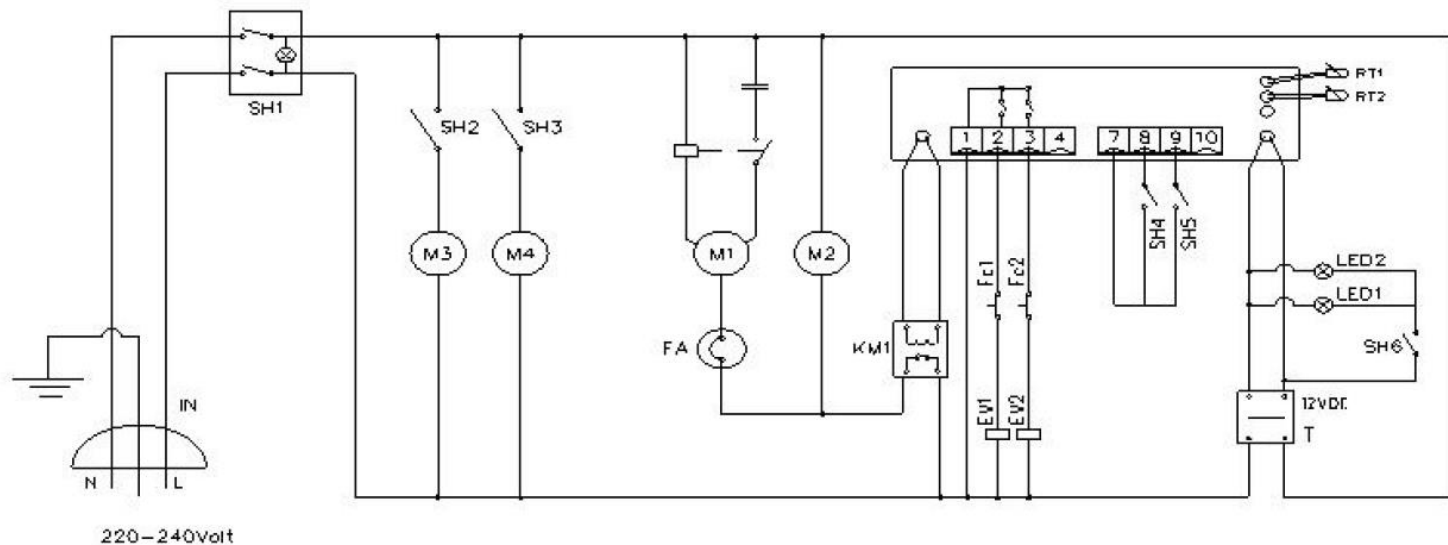 SH1
SH2
SH3
RT1
RT2
1 2 3 4
7 8 9 10
SH4
SH5
M3
M4
M1
M2
Fc1
Fc2
LED2
LED1
FA
KM1
SH6
IN
EV1
EV2
12VDC
T
N
L
220-240Volt